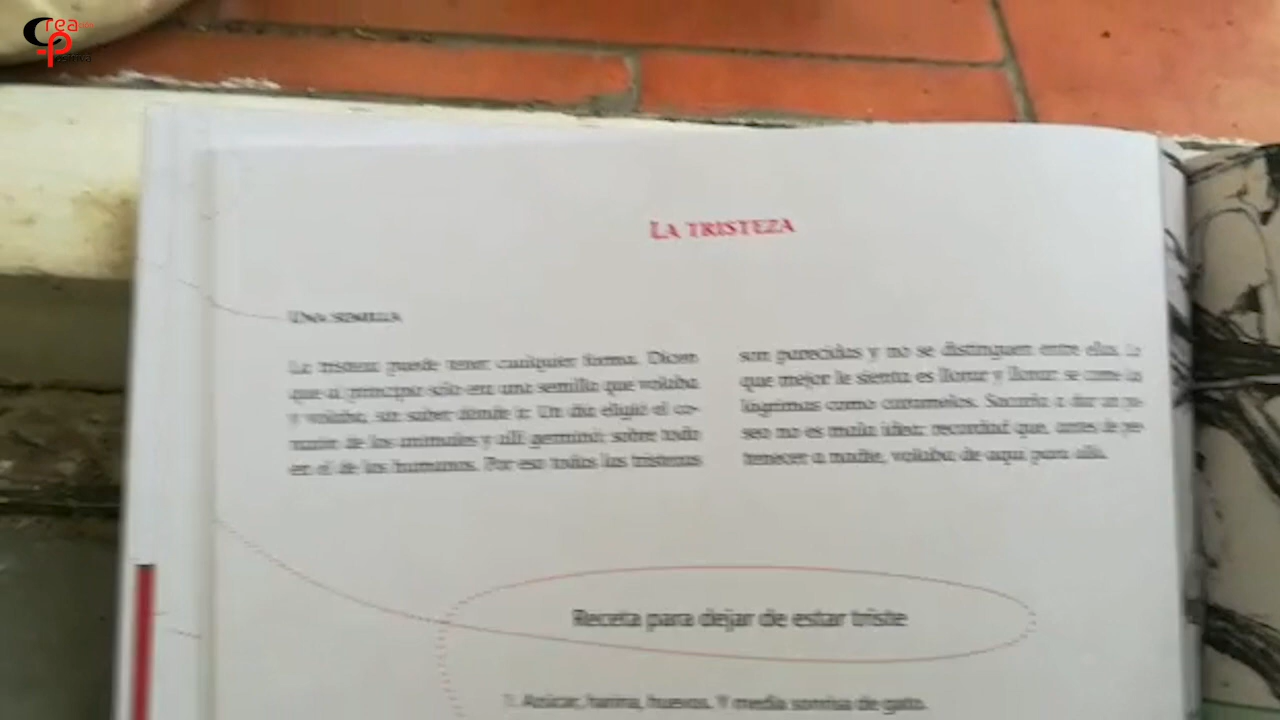 Crea
LA TRISTEZA
UNA SEMILLA
La tristeza puede tener cualquier forma. Dicen
que al principio sólo era una semilla que volaba
y volaba, sin saber dónde ir. Un día eligió el co-
razón de los animales y allí germinó: sobre todo
en el de los humanos. Por eso todas las tristezas
son parecidas y no se distinguen entre ellas. Lo
que mejor le sienta es llorar y llorar: se come las
lágrimas como caramelos. Sacarla a dar un pa-
seo no es mala idea: recordad que, antes de per-
tenecer a nadie, volaba de aquí para allá.
Receta para dejar de estar triste
1. Azúcar, harina, huevos. Y media sonrisa de gato.